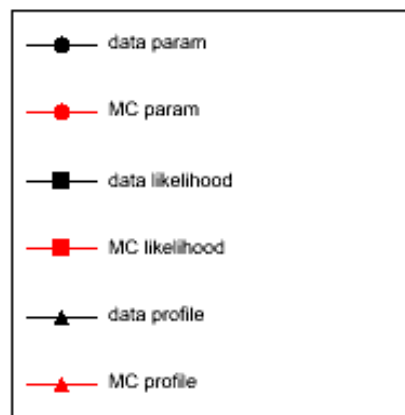 data param
MC param
data likelihood
MC likelihood
data profile
MC profile